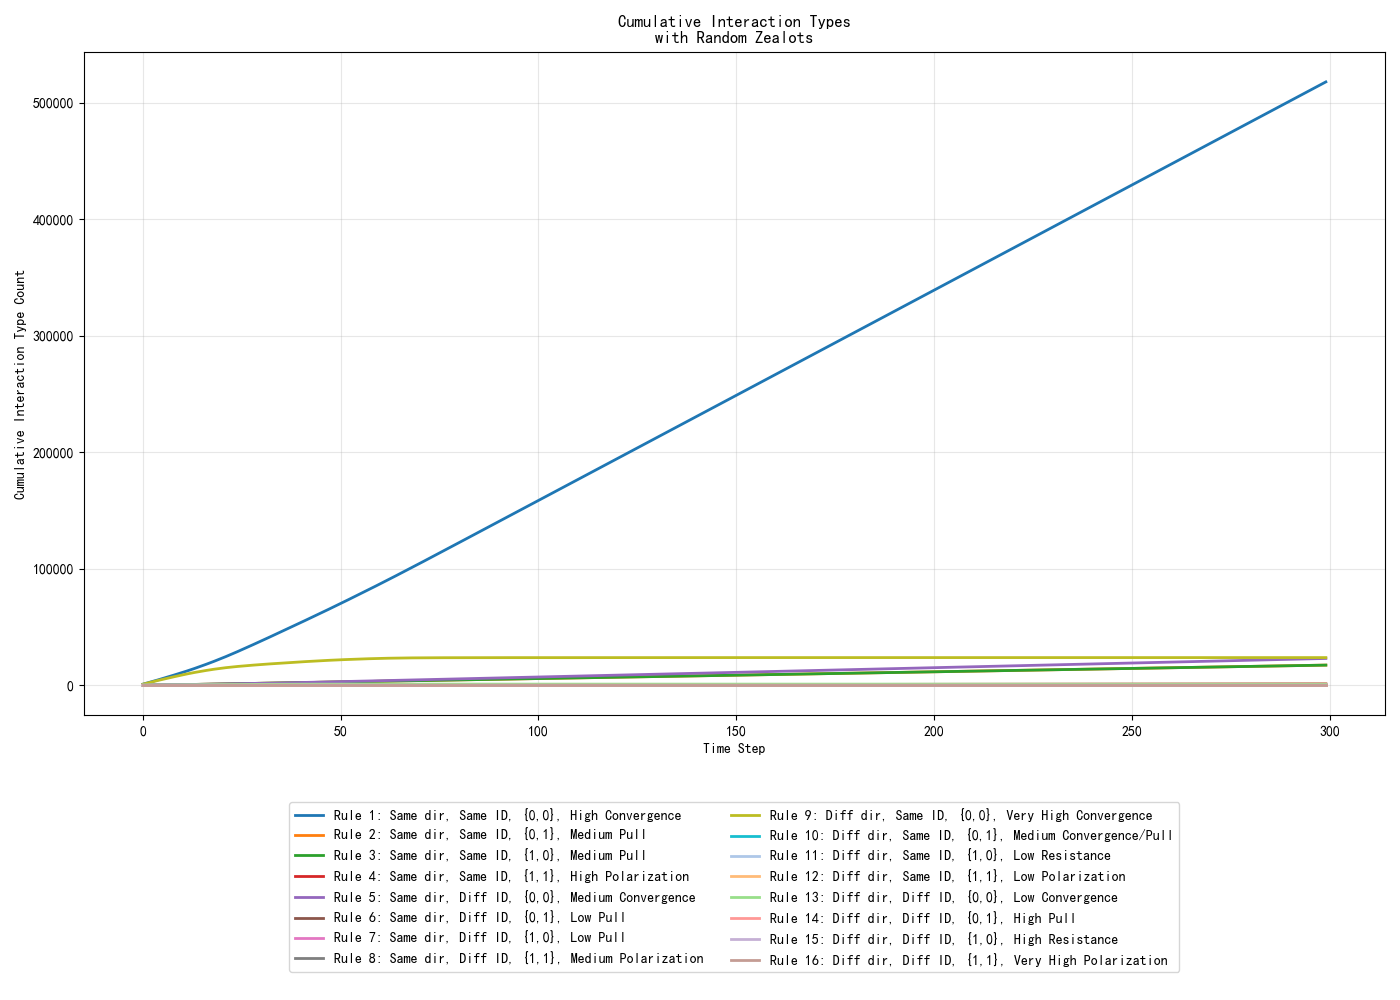 Cumulative Interaction Types
with Random Zealots
Cumulative Interaction Type Count
500000
400000
300000
200000
100000
0
0 50 100 150 200 250 300
Time Step
Rule 1: Same dir, Same ID, {0,0}, High Convergence
Rule 2: Same dir, Same ID, {0,1}, Medium Pull
Rule 3: Same dir, Same ID, {1,0}, Medium Pull
Rule 4: Same dir, Same ID, {1,1}, High Polarization
Rule 5: Same dir, Diff ID, {0,0}, Medium Convergence
Rule 6: Same dir, Diff ID, {0,1}, Low Pull
Rule 7: Same dir, Diff ID, {1,0}, Low Pull
Rule 8: Same dir, Diff ID, {1,1}, Medium Polarization
Rule 9: Diff dir, Same ID, {0,0}, Very High Convergence
Rule 10: Diff dir, Same ID, {0,1}, Medium Convergence/Pull
Rule 11: Diff dir, Same ID, {1,0}, Low Resistance
Rule 12: Diff dir, Same ID, {1,1}, Low Polarization
Rule 13: Diff dir, Diff ID, {0,0}, Low Convergence
Rule 14: Diff dir, Diff ID, {0,1}, High Pull
Rule 15: Diff dir, Diff ID, {1,0}, High Resistance
Rule 16: Diff dir, Diff ID, {1,1}, Very High Polarization